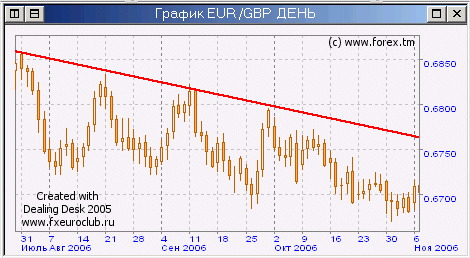 График EUR/GBP ДЕНЬ
(c) www.forex.tm
0.6850
0.6800
0.6750
0.6700
Created with
Dealing Desk 2005
www.fxeuroclub.ru
31 7 14 21 28 4 11 18 25 2 9 16 23 30 6
Июль Авг 2006 Сен 2006 Окт 2006 Ноя 2006